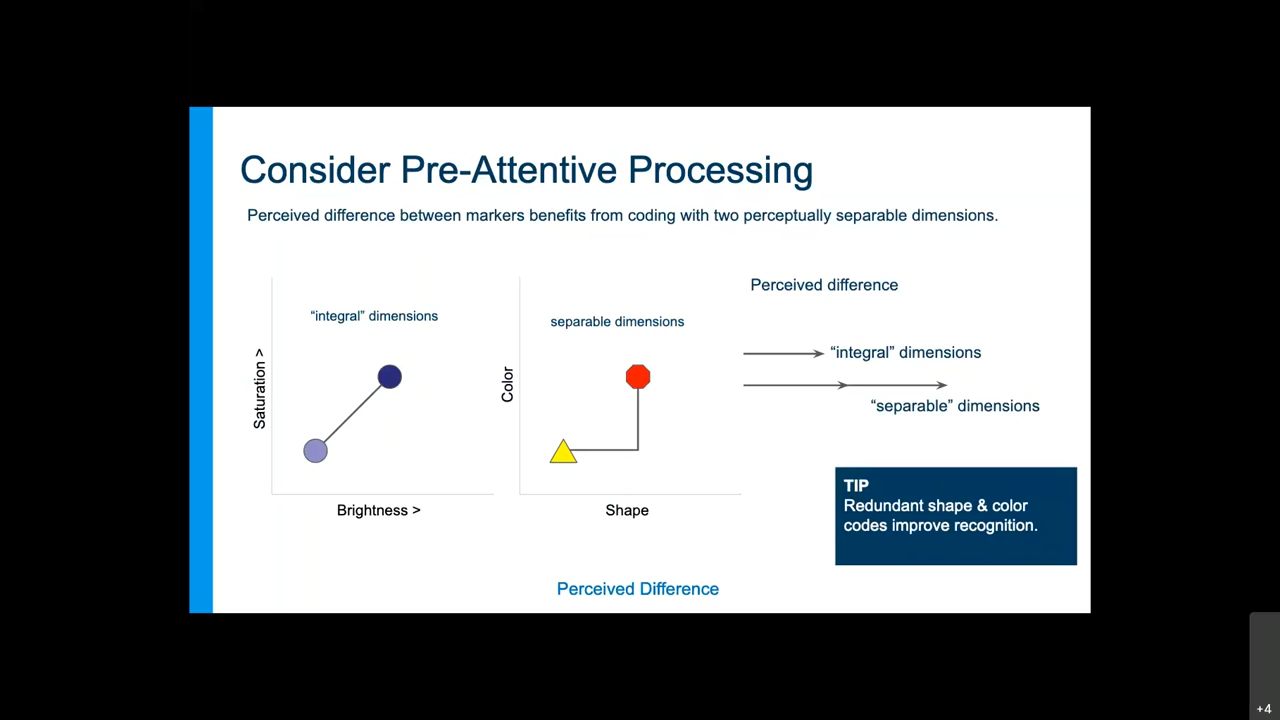 Consider Pre-Attentive Processing
Perceived difference between markers benefits from coding with two perceptually separable dimensions.
“integral” dimensions
Saturation >
Brightness >
separable dimensions
Color
Shape
Perceived difference
“integral” dimensions
“separable” dimensions
TIP
Redundant shape & color
codes improve recognition.
Perceived Difference
+4